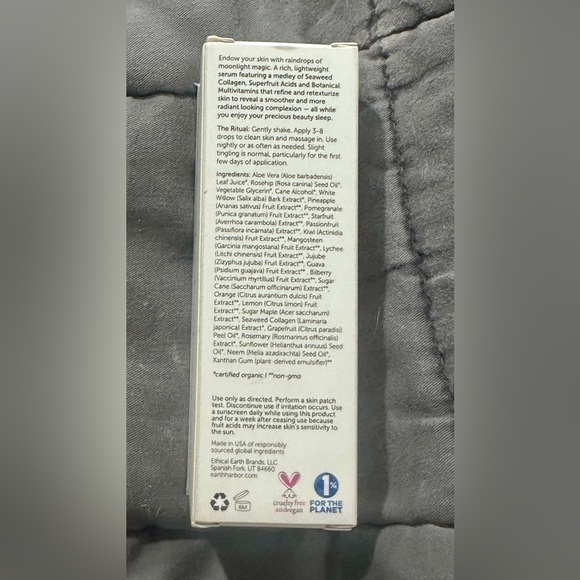 Endow your skin with raindrops of
moonlight magic. A rich, lightweight
serum featuring a medley of Seaweed
Collagen, Superfruit Acids and Botanical
Multivitamins that refine and retexturize
skin to reveal a smoother and more
radiant looking complexion — all while
you enjoy your precious beauty sleep.
The Ritual: Gently shake. Apply 3-8
drops to clean skin and massage in. Use
nightly or as often as needed. Slight
tingling is normal, particularly for the first
few days of application.
Ingredients: Aloe Vera (Aloe barbadensis)
Leaf Juice*, Rosehip (Rosa canina) Seed Oil*,
Vegetable Glycerin*, Cane Alcohol*, White
Willow (Salix alba) Bark Extract*, Pineapple
(Ananas sativus) Fruit Extract**, Pomegranate
(Punica granatum) Fruit Extract**, Starfruit
(Averrhoa carambola) Extract**, Passionfruit
(Passiflora incarnata) Extract**, Kiwi (Actinidia
chinensis) Fruit Extract**, Mangosteen
(Garcinia mangostana) Fruit Extract**, Lychee
(Litchi chinensis) Fruit Extract**, Jujube
(Zizyphus jujuba) Fruit Extract**, Guava
(Psidium guajava) Fruit Extract**, Bilberry
(Vaccinium myrtillus) Fruit Extract**, Sugar
Cane (Saccharum officinarum) Extract**,
Orange (Citrus aurantium dulcis) Fruit
Extract**, Lemon (Citrus limon) Fruit
Extract**, Sugar Maple (Acer saccharum)
Extract**, Seaweed Collagen (Laminaria
japonica) Extract*, Grapefruit (Citrus paradisi)
Peel Oil*, Rosemary (Rosmarinus officinalis)
Extract*, Sunflower (Helianthus annuus) Seed
Oil*, Neem (Melia azadirachta) Seed Oil*,
Xanthan Gum (plant-derived emulsifier)**
*certified organic | **non-gmo
Use only as directed. Perform a skin patch
test. Discontinue use if irritation occurs. Use
a sunscreen daily while using this product
and for a week after ceasing use because
fruit acids may increase skin's sensitivity to
the sun.
Made in USA of responsibly
sourced global ingredients
Ethical Earth Brands, LLC
Spanish Fork, UT 84660
earthharbor.com
6M
cruelty free
and vegan
1%
FOR THE
PLANET